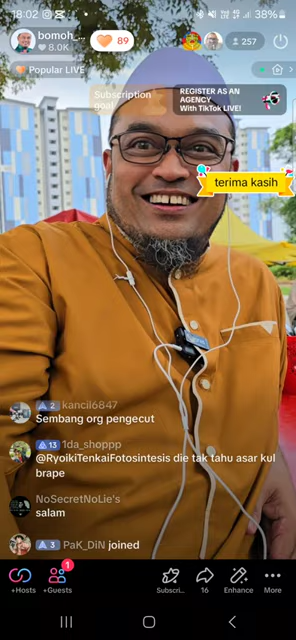 18:02
38%
bomoh_...
8.0K
89
257
Popular LIVE
Subscription
goal
REGISTER AS AN
AGENCY
With TikTok LIVE!
terima kasih
2 kancil6847
Sembang org pengecut
13 1da_shoppp
@RyoikiTenkaiFotosintesis die tak tahu asar kul
brape
NoSecretNoLie's
salam
3 PaK_DiN joined
1
+Hosts
+Guests
Subscri...
16
Enhance
More